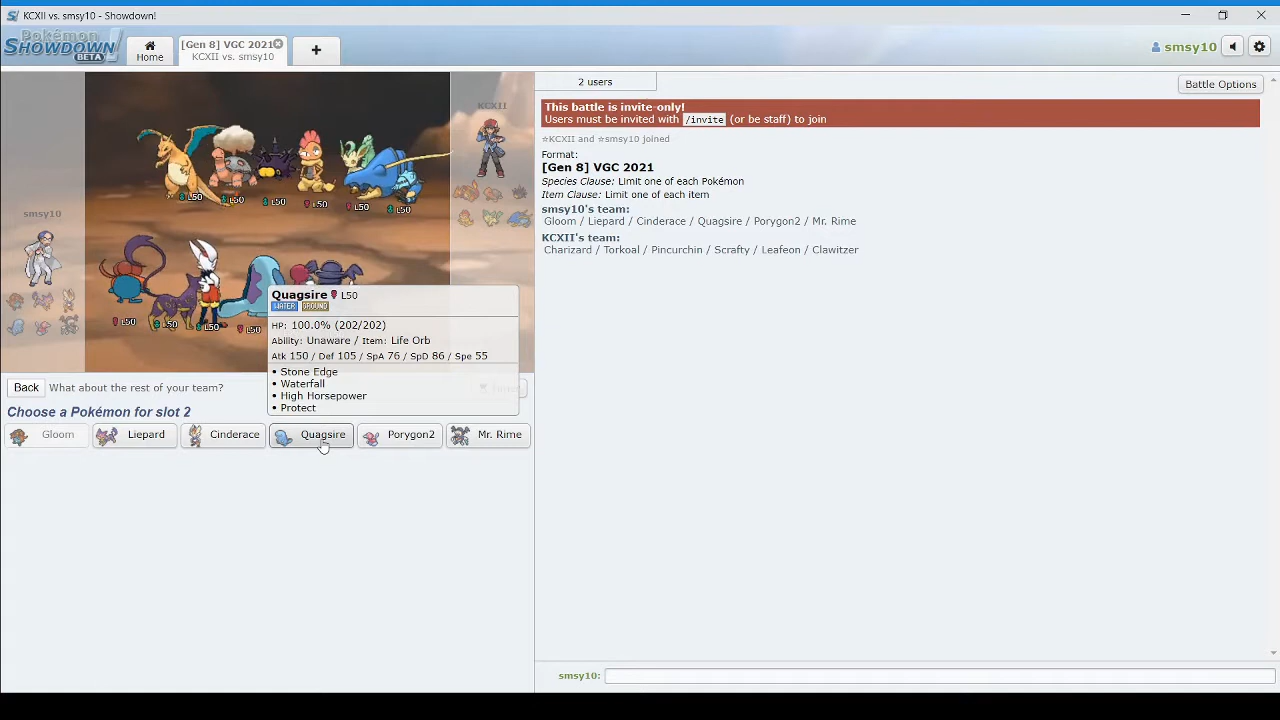 KCXII vs. smsy10 - Showdown!
Pokémon
SHOWDOWN
BETA
Home
[Gen 8] VGC 2021
KCXII vs. smsy10
+
smsy10
2 users
Battle Options
This battle is invite-only!
Users must be invited with /invite (or be staff) to join
☆KCXII and ☆smsy10 joined
Format:
[Gen 8] VGC 2021
Species Clause: Limit one of each Pokémon
Item Clause: Limit one of each item
smsy10's team:
Gloom / Liepard / Cinderace / Quagsire / Porygon2 / Mr. Rime
KCXII's team:
Charizard / Torkoal / Pincurchin / Scrafty / Leafeon / Clawitzer
KCXII
L50
L50
L50
L50
L50
L50
smsy10
L50
L50
L50
L50
Quagsire L50
WATER GROUND
HP: 100.0% (202/202)
Ability: Unaware / Item: Life Orb
Atk 150 / Def 105 / SpA 76 / SpD 86 / Spe 55
• Stone Edge
• Waterfall
• High Horsepower
• Protect
Back What about the rest of your team?
Choose a Pokémon for slot 2
Gloom Liepard Cinderace Quagsire Porygon2 Mr. Rime
smsy10: